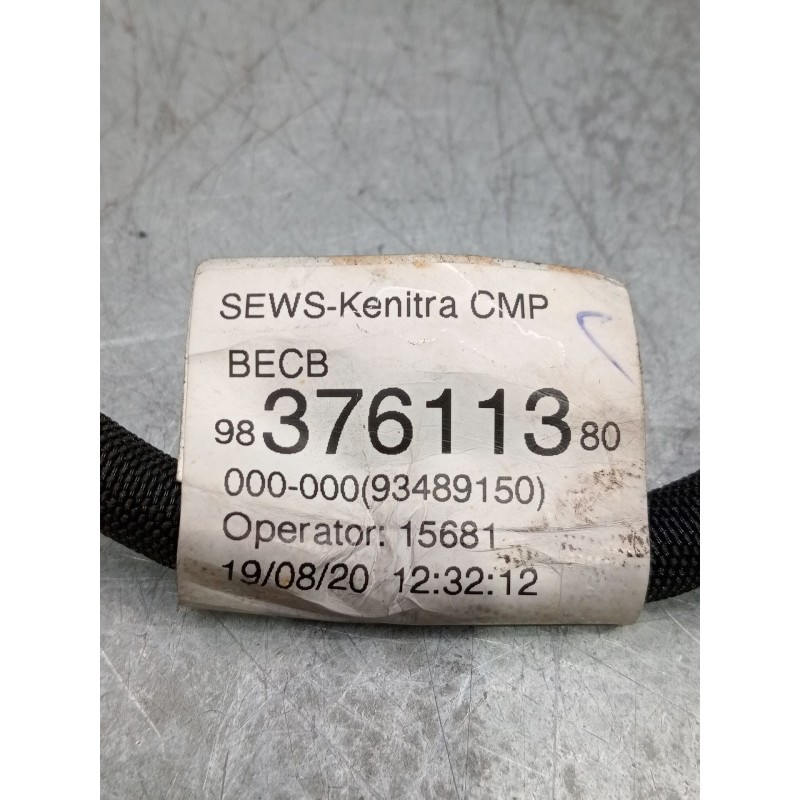 SEWS-Kenitra CMP
BECB
98 376113 80
000-000(93489150)
Operator: 15681
19/08/20 12:32:12